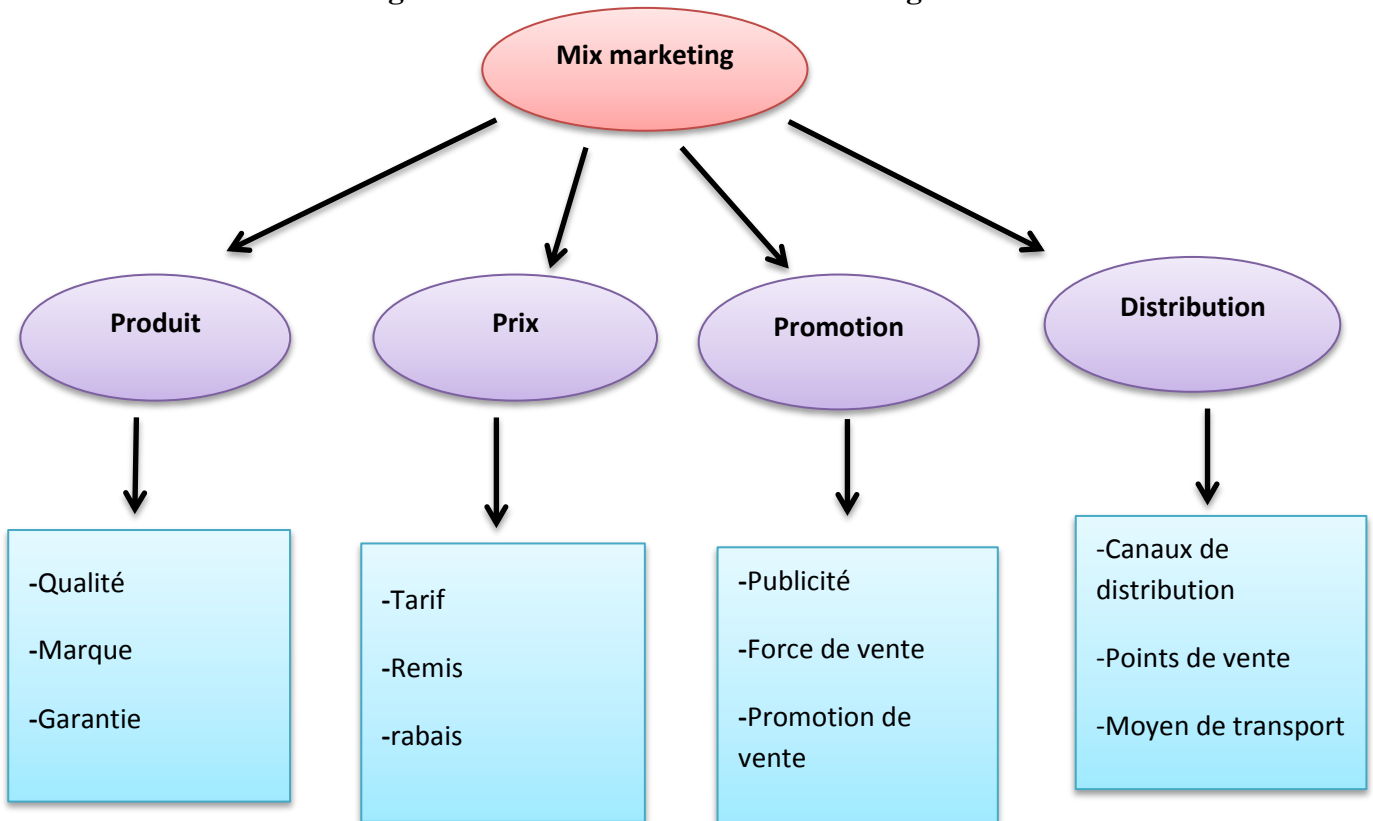 Mix marketing
Produit
Prix
Promotion
Distribution
-Qualité
-Marque
-Garantie
-Tarif
-Remis
-rabais
-Publicité
-Force de vente
-Promotion de
vente
-Canaux de
distribution
-Points de vente
-Moyen de transport